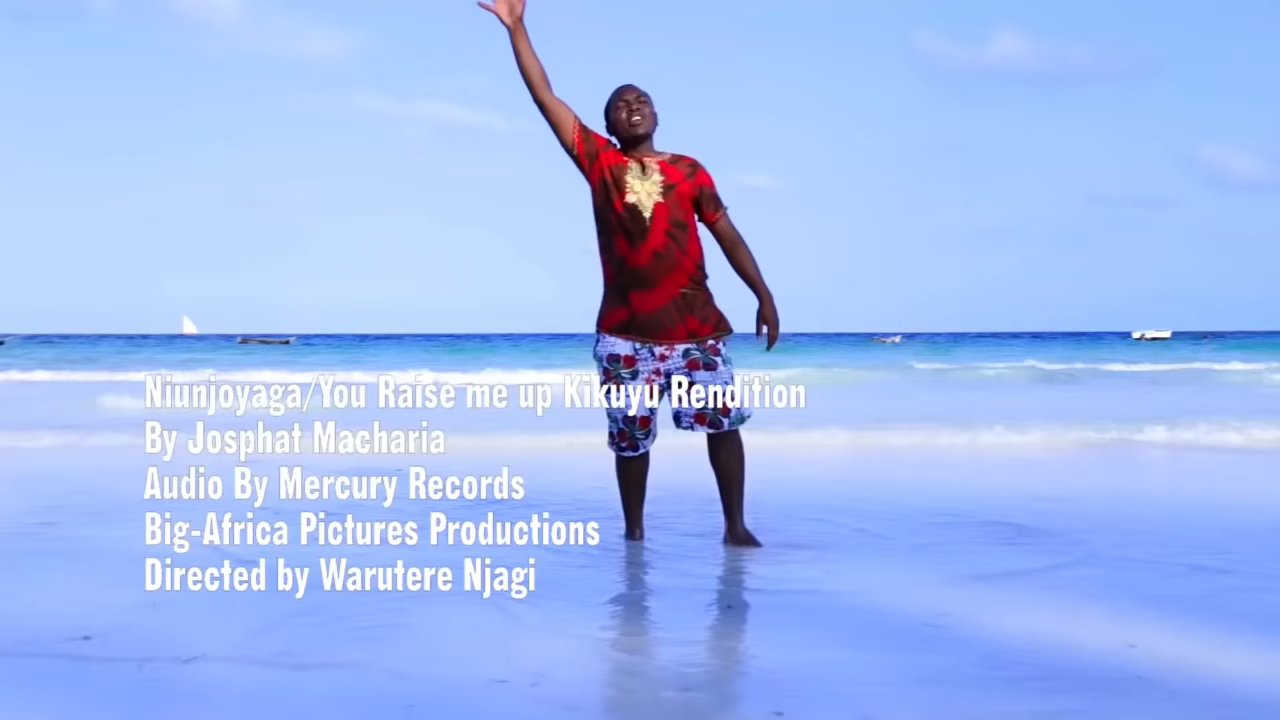 Niunjoyaga/You Raise me up Kikuyu Rendition
By Josphat Macharia
Audio By Mercury Records
Big-Africa Pictures Productions
Directed by Warutere Njagi